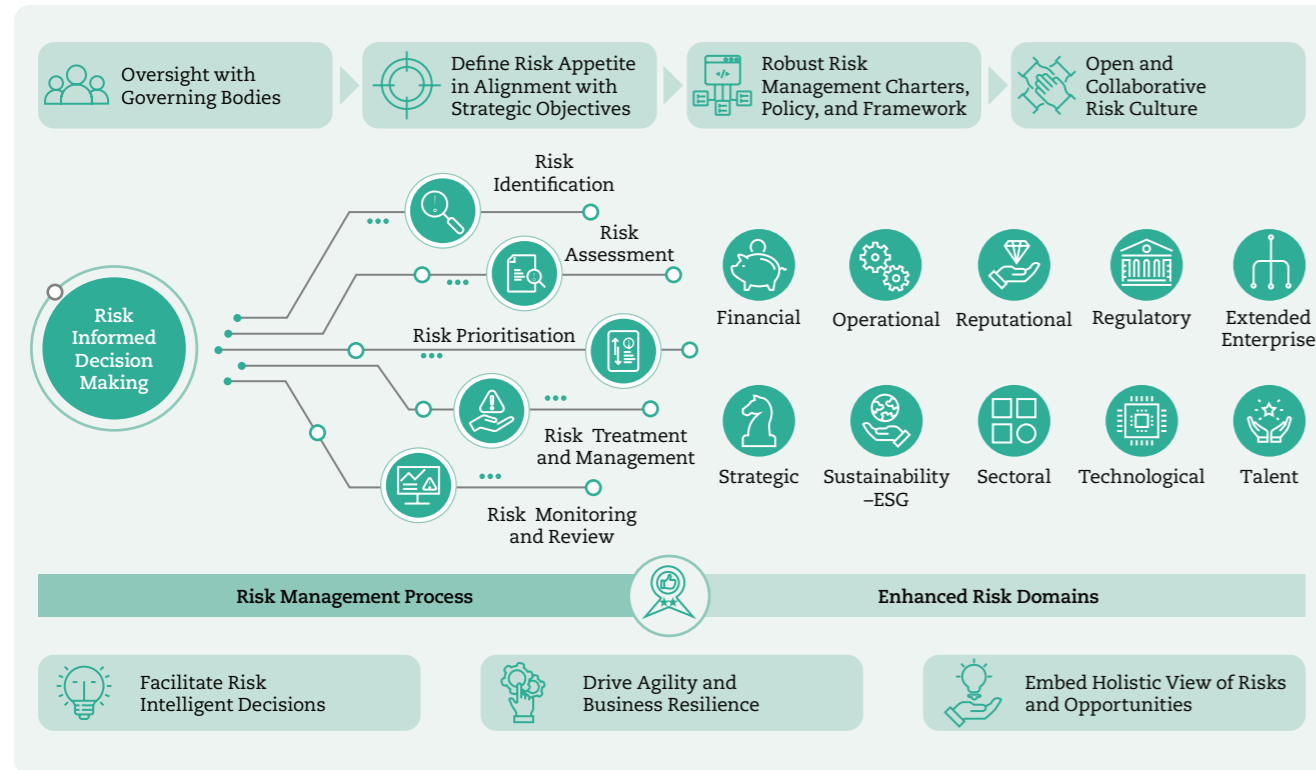 Oversight with
Governing Bodies
Define Risk Appetite
in Alignment with
Strategic Objectives
Robust Risk
Management Charters,
Policy, and Framework
Open and
Collaborative
Risk Culture
Risk
Identification
Risk
Assessment
Risk Prioritisation
Risk Treatment
and Management
Risk Monitoring
and Review
Risk
Informed
Decision
Making
Financial
Operational
Reputational
Regulatory
Extended
Enterprise
Strategic
Sustainability
–ESG
Sectoral
Technological
Talent
Risk Management Process
Enhanced Risk Domains
Facilitate Risk
Intelligent Decisions
Drive Agility and
Business Resilience
Embed Holistic View of Risks
and Opportunities